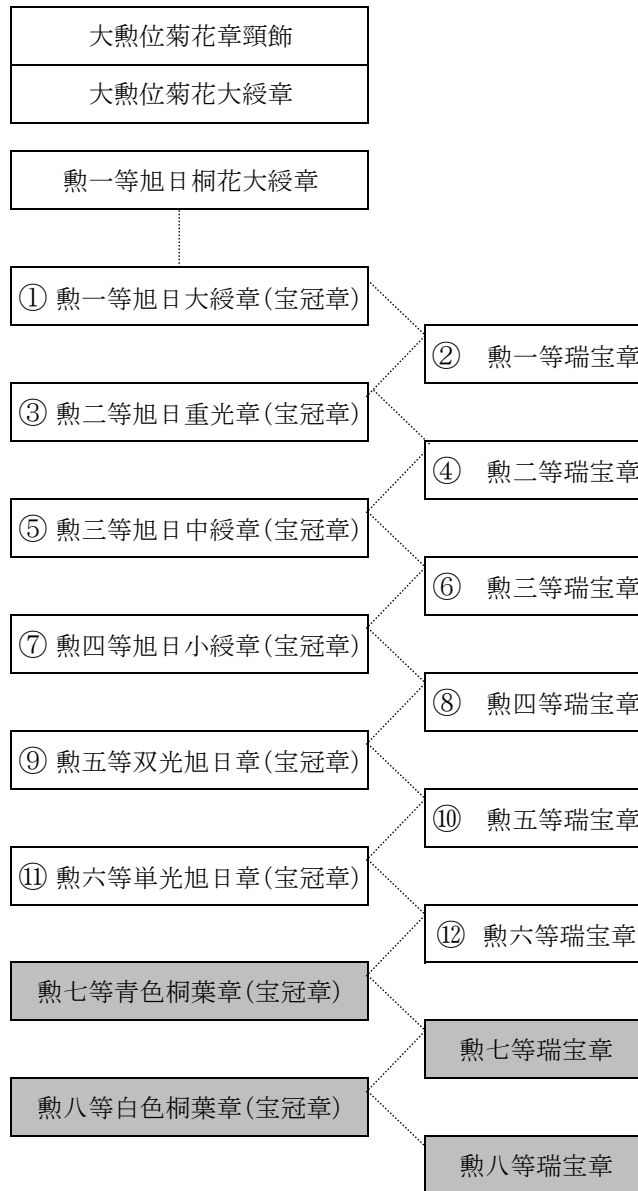 大勲位菊花章頸飾
大勲位菊花大綬章
勲一等旭日桐花大綬章
① 勲一等旭日大綬章(宝冠章)
② 勲一等瑞宝章
③ 勲二等旭日重光章(宝冠章)
④ 勲二等瑞宝章
⑤ 勲三等旭日中綬章(宝冠章)
⑥ 勲三等瑞宝章
⑦ 勲四等旭日小綬章(宝冠章)
⑧ 勲四等瑞宝章
⑨ 勲五等双光旭日章(宝冠章)
⑩ 勲五等瑞宝章
⑪ 勲六等単光旭日章(宝冠章)
⑫ 勲六等瑞宝章
勲七等青色桐葉章(宝冠章)
勲七等瑞宝章
勲八等白色桐葉章(宝冠章)
勲八等瑞宝章